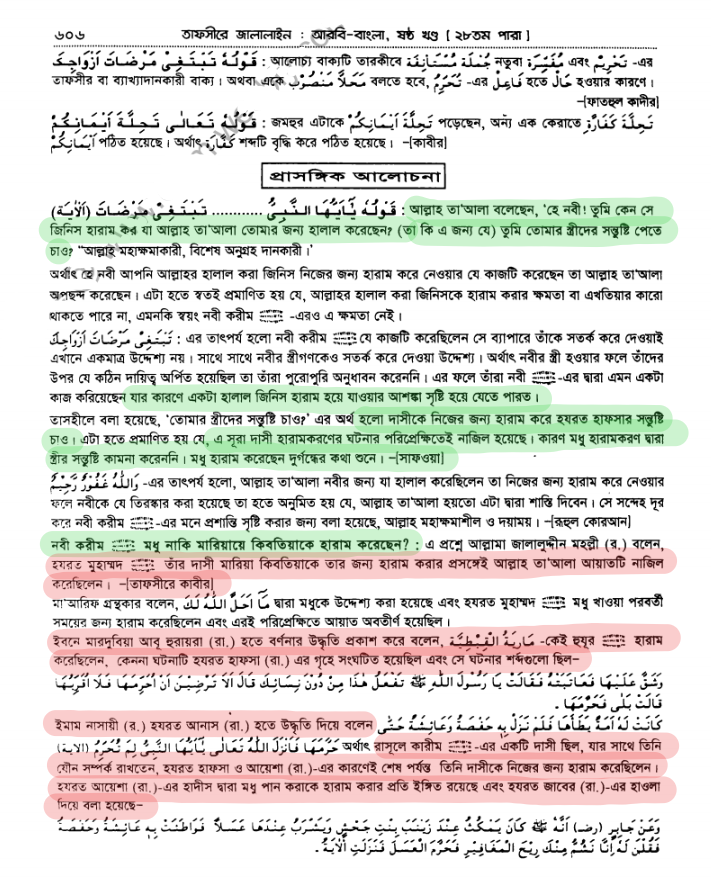 ৬০৬ তাফসীরে জালালাইন : আরবি-বাংলা, ষষ্ঠ খণ্ড [ ২৮তম পারা ]
قَوْلُهُ تَبْتَغِىْ مَرْضَاتَ اَزْوَاجِكَ : আলোচ্য বাক্যটি তারকীবে جُمْلَة مُسْتَأْنِفَة নতুবা مُفَسِّرَة এবং تَحْرِيْم -এর
তাফসীর বা ব্যাখ্যাদানকারী বাক্য। অথবা একে مَحَلًّا مَنْصُوْب বলতে হবে, تُحَرِّمُ -এর فَاعِل হতে حَال হওয়ার কারণে।
–[ফাতহুল কাদীর]
قَوْلُهُ تَعَالٰى تَحِلَّةَ اَيْمَانِكُمْ : জমহুর এটাকে تَحِلَّةَ اَيْمَانِكُمْ পড়েছেন, অন্য এক কেরাতে تَحِلَّةَ كَفَّارَةِ
اَيْمَانِكُمْ পঠিত হয়েছে। অর্থাৎ كَفَّارَة শব্দটি বৃদ্ধি করে পঠিত হয়েছে। –[কাবীর]
প্রাসঙ্গিক আলোচনা
قَوْلُهُ يٰٓاَيُّهَا النَّبِىُّ ............ تَبْتَغِىْ مَرْضَاتَ (اَلْاٰيَة) : আল্লাহ তা'আলা বলেছেন, 'হে নবী! তুমি কেন সে
জিনিস হারাম কর যা আল্লাহ তা'আলা তোমার জন্য হালাল করেছেন? (তা কি এ জন্য যে) তুমি তোমার স্ত্রীদের সন্তুষ্টি পেতে
চাও? "আল্লাহ মহাক্ষমাকারী, বিশেষ অনুগ্রহ দানকারী।'
অর্থাৎ হে নবী আপনি আল্লাহর হালাল করা জিনিস নিজের জন্য হারাম করে নেওয়ার যে কাজটি করেছেন তা আল্লাহ তা'আলা
অপছন্দ করেছেন। এটা হতে স্বতই প্রমাণিত হয় যে, আল্লাহর হালাল করা জিনিসকে হারাম করার ক্ষমতা বা এখতিয়ার কারো
থাকতে পারে না, এমনকি স্বয়ং নবী করীম ﷺ -এরও এ ক্ষমতা নেই।
تَبْتَغِىْ مَرْضَاتَ اَزْوَاجِكَ : এর তাৎপর্য হলো নবী করীম ﷺ যে কাজটি করেছিলেন সে ব্যাপারে তাঁকে সতর্ক করে দেওয়াই
এখানে একমাত্র উদ্দেশ্য নয়। সাথে সাথে নবীর স্ত্রীগণকেও সতর্ক করে দেওয়া উদ্দেশ্য। অর্থাৎ নবীর স্ত্রী হওয়ার ফলে তাঁদের
উপর যে কঠিন দায়িত্ব অর্পিত হয়েছিল তা তাঁরা পুরোপুরি অনুধাবন করেননি। এর ফলে তাঁরা নবী ﷺ -এর দ্বারা এমন একটা
কাজ করিয়েছেন যার কারণে একটা হালাল জিনিস হারাম হয়ে যাওয়ার আশঙ্কা সৃষ্টি হয়ে যেতে পারত।
তাসহীলে বলা হয়েছে, 'তোমার স্ত্রীদের সন্তুষ্টি চাও?' এর অর্থ হলো দাসীকে নিজের জন্য হারাম করে হযরত হাফসার সন্তুষ্টি
চাও। এটা হতে প্রমাণিত হয় যে, এ সূরা দাসী হারামকরণের ঘটনার পরিপ্রেক্ষিতেই নাজিল হয়েছে। কারণ মধু হারামকরণ দ্বারা
স্ত্রীর সন্তুষ্টি কামনা করেননি। মধু হারাম করেছেন দুর্গন্ধের কথা শুনে। –[সাফওয়া]
وَاللّٰهُ غَفُوْرٌ رَّحِيْمٌ -এর তাৎপর্য হলো, আল্লাহ তা'আলা নবীর জন্য যা হালাল করেছিলেন তা নিজের জন্য হারাম করে নেওয়ার
ফলে নবীকে যে তিরস্কার করা হয়েছে তা হতে অনুমিত হয় যে, আল্লাহ তা'আলা হয়তো এটা দ্বারা শাস্তি দিবেন। সে সন্দেহ দূর
করে নবী করীম ﷺ -এর মনে প্রশান্তি সৃষ্টি করার জন্য বলা হয়েছে, আল্লাহ মহাক্ষমাশীল ও দয়াময়। –[রূহুল কোরআন]
নবী করীম ﷺ মধু নাকি মারিয়ায়ে কিবতিয়াকে হারাম করেছেন? : এ প্রশ্নে আল্লামা জালালুদ্দীন মহল্লী (র.) বলেন,
হযরত মুহাম্মদ ﷺ তাঁর দাসী মারিয়া কিবতিয়াকে তার জন্য হারাম করার প্রসঙ্গেই আল্লাহ তা'আলা আয়াতটি নাজিল
করেছিলেন। –[তাফসীরে কাবীর]
মা'আরিফ গ্রন্থকার বলেন, مَا اَحَلَّ اللّٰهُ لَكَ দ্বারা মধুকে উদ্দেশ্য করা হয়েছে এবং হযরত মুহাম্মদ ﷺ মধু খাওয়া পরবর্তী
সময়ের জন্য হারাম করেছিলেন এবং এরই পরিপ্রেক্ষিতে আয়াত অবতীর্ণ হয়েছিল।
ইবনে মারদুবিয়া আবূ হুরায়রা (রা.) হতে বর্ণনার উদ্ধৃতি প্রকাশ করে বলেন, مَارِيَةُ الْقِبْطِيَّةُ -কেই হুযূর ﷺ হারাম
করেছিলেন, কেননা ঘটনাটি হযরত হাফসা (রা.) এর গৃহে সংঘটিত হয়েছিল এবং সে ঘটনার শব্দগুলো ছিল–
وَشَقَّ عَلَيْهَا فَعَاتَبَتْهُ فَقَالَتْ يَا رَسُوْلَ اللّٰهِ ﷺ تَفْعَلُ هٰذَا مِنْ دُوْنِ نِسَائِكَ قَالَ اَلَا تَرْضَيْنَ اَنْ اُحَرِّمَهَا فَلَا اَقْرَبُهَا
قَالَتْ بَلٰى فَحَرَّمَهَا .
ইমাম নাসায়ী (র.) হযরত আনাস (রা.) হতে উদ্ধৃতি দিয়ে বলেন كَانَتْ لَهُ اَمَةٌ يَطَأُهَا فَلَمْ تَزَلْ بِهِ حَفْصَةُ وَعَائِشَةُ حَتّٰى
حَرَّمَهَا فَاَنْزَلَ اللّٰهُ تَعَالٰى يٰٓاَيُّهَا النَّبِىُّ لِمَ تُحَرِّمُ (الاية) অর্থাৎ রাসূলে কারীম ﷺ -এর একটি দাসী ছিল, যার সাথে তিনি
যৌন সম্পর্ক রাখতেন, হযরত হাফসা ও আয়েশা (রা.)-এর কারণেই শেষ পর্যন্ত তিনি দাসীকে নিজের জন্য হারাম করেছিলেন।
হযরত আয়েশা (রা.)-এর হাদীস দ্বারা মধু পান করাকে হারাম করার প্রতি ইঙ্গিত রয়েছে এবং হযরত জাবের (রা.)-এর হাওলা
দিয়ে বলা হয়েছে–
وَعَنْ جَابِرٍ (رض) اَنَّهُ ﷺ كَانَ يَمْكُثُ عِنْدَ زَيْنَبَ بِنْتِ جَحْشٍ وَيَشْرَبُ عِنْدَهَا عَسَلًا فَوَاطَئَتْ بِهِ عَائِشَةُ وَحَفْصَةُ
فَقُلْنَ لَهُ اِنَّا نَشُمُّ مِنْكَ رِيْحَ الْمَغَافِيْرِ فَحَرَّمَ الْعَسَلَ فَنَزَلَتِ الْاٰيَةُ .